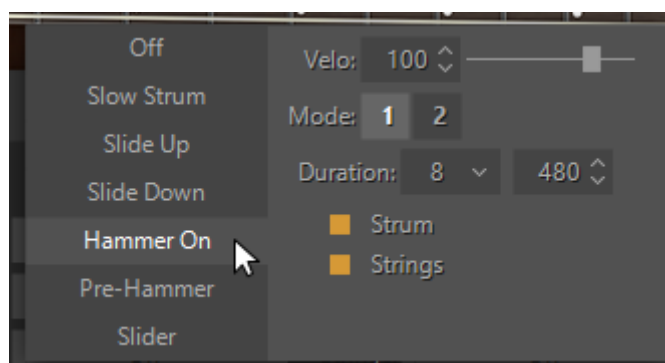 Off
Slow Strum
Slide Up
Slide Down
Hammer On
Pre-Hammer
Slider
Velo: 100
Mode: 1 2
Duration: 8 480
Strum
Strings